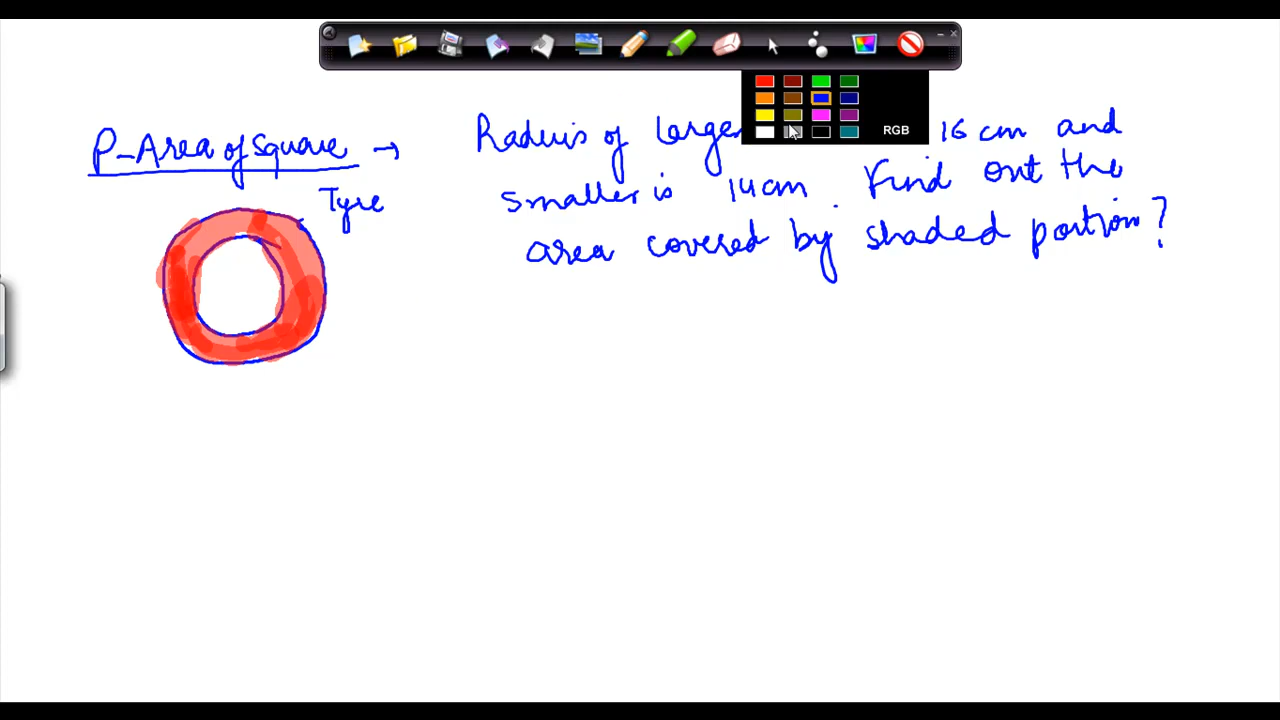 RGB
P-Area of Square →
Radius of larger 16 cm and
smaller is 14cm. Find out the
area covered by shaded portion?
Tyre